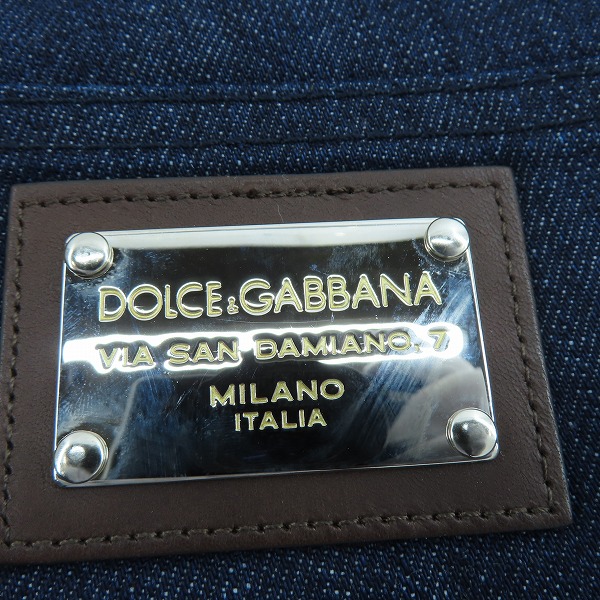 DOLCE & GABBANA
VIA SAN DAMIANO, 7
MILANO
ITALIA